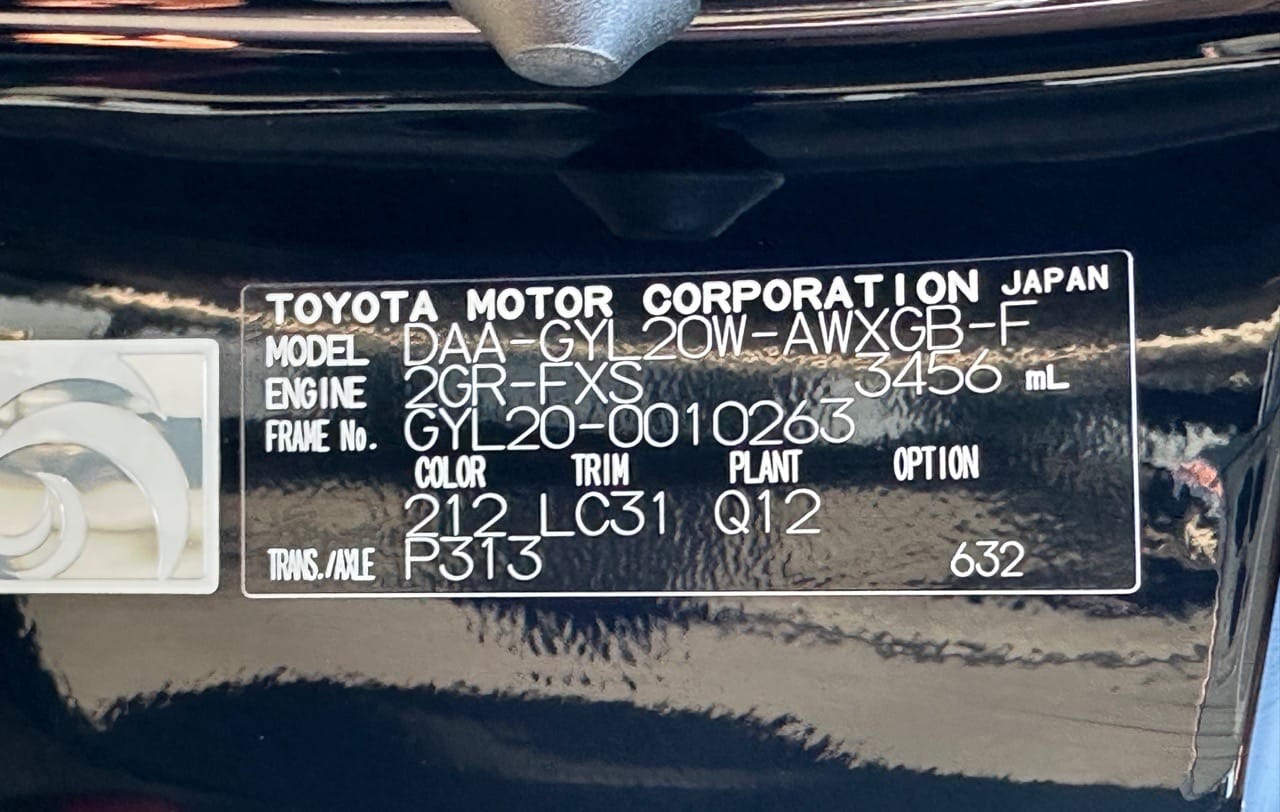 TOYOTA MOTOR CORPORATION JAPAN
MODEL DAA-GYL20W-AWXGB-F
ENGINE 2GR-FXS 3456 mL
FRAME No. GYL20-0010263
COLOR TRIM PLANT OPTION
212 LC31 Q12
TRANS./AXLE P313 632